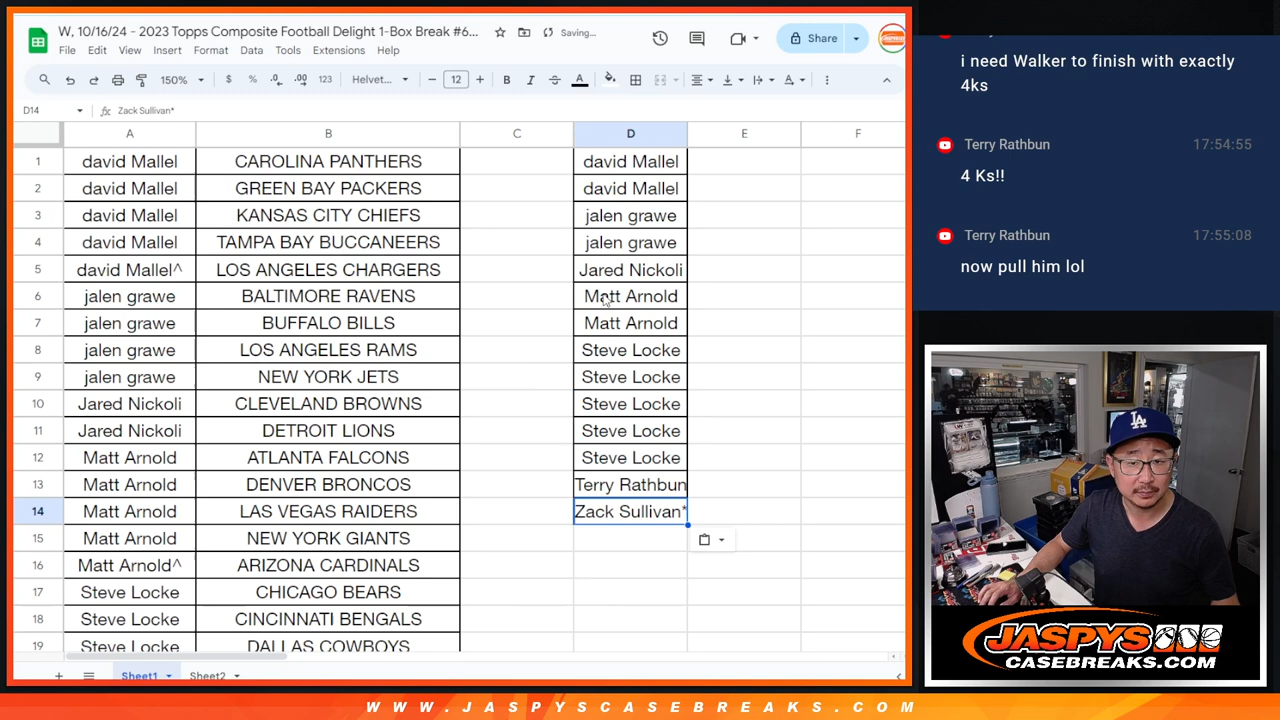 W, 10/16/24 - 2023 Topps Composite Football Delight 1-Box Break #6...
Saving...
Share
File Edit View Insert Format Data Tools Extensions Help
150% $ % .0 .00 123 Helvet... 12 B I A
D14 Zack Sullivan*
A B C D E F
1 david Mallel CAROLINA PANTHERS david Mallel
2 david Mallel GREEN BAY PACKERS david Mallel
3 david Mallel KANSAS CITY CHIEFS jalen grawe
4 david Mallel TAMPA BAY BUCCANEERS jalen grawe
5 david Mallel^ LOS ANGELES CHARGERS Jared Nickoli
6 jalen grawe BALTIMORE RAVENS Matt Arnold
7 jalen grawe BUFFALO BILLS Matt Arnold
8 jalen grawe LOS ANGELES RAMS Steve Locke
9 jalen grawe NEW YORK JETS Steve Locke
10 Jared Nickoli CLEVELAND BROWNS Steve Locke
11 Jared Nickoli DETROIT LIONS Steve Locke
12 Matt Arnold ATLANTA FALCONS Steve Locke
13 Matt Arnold DENVER BRONCOS Terry Rathbun
14 Matt Arnold LAS VEGAS RAIDERS Zack Sullivan*
15 Matt Arnold NEW YORK GIANTS
16 Matt Arnold^ ARIZONA CARDINALS
17 Steve Locke CHICAGO BEARS
18 Steve Locke CINCINNATI BENGALS
19 Steve Locke DALLAS COWBOYS
Sheet1 Sheet2
i need Walker to finish with exactly
4ks
Terry Rathbun 17:54:55
4 Ks!!
Terry Rathbun 17:55:08
now pull him lol
LA
JASPYS
CASEBREAKS.COM
WWW.JASPYSCASEBREAKS.COM